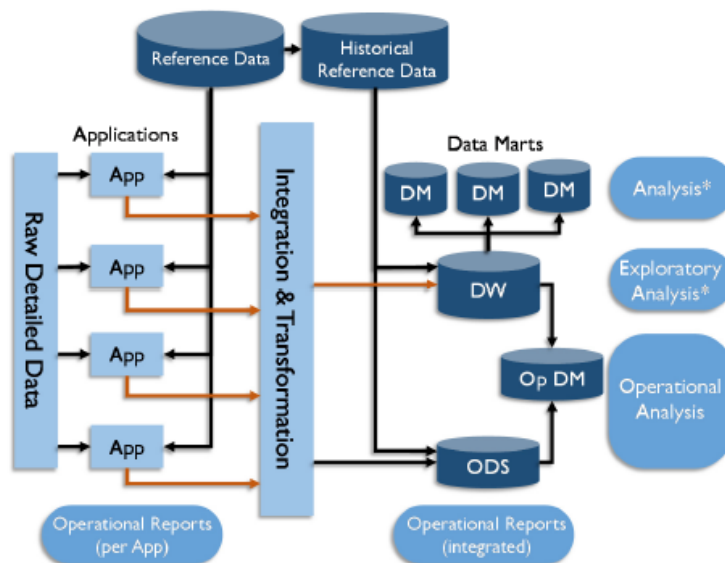 Reference Data
Historical
Reference Data
Applications
Data Marts
Raw Detailed Data
App
App
App
App
Integration & Transformation
DM
DM
DM
DW
Op DM
ODS
Analysis*
Exploratory
Analysis*
Operational
Analysis
Operational Reports
(per App)
Operational Reports
(integrated)